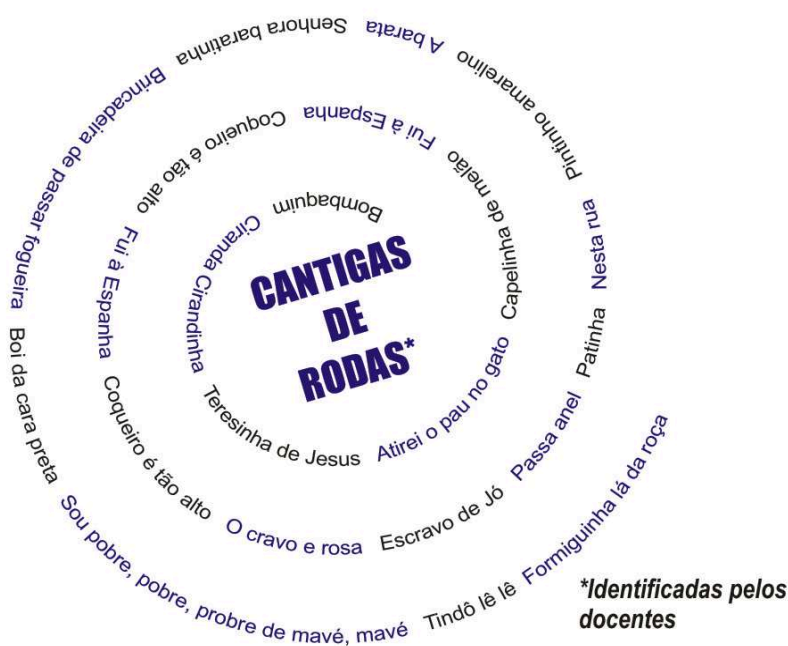 CANTIGAS
DE
RODAS*
Bombaquim
Ciranda Cirandinha
Teresinha de Jesus
Atirei o pau no gato
Capelinha de melão
Fui à Espanha
Coqueiro é tão alto
Fui à Espanha
Coqueiro é tão alto
O cravo e rosa
Escravo de Jó
Passa anel
Patinha
Nesta rua
Pintinho amarelino
A barata
Senhora baratinha
Brincadeira de passar fogueira
Boi da cara preta
Sou pobre, pobre, probre de mavé, mavé
Tindô lê lê
Formiguinha lá da roça
*Identificadas pelos
docentes